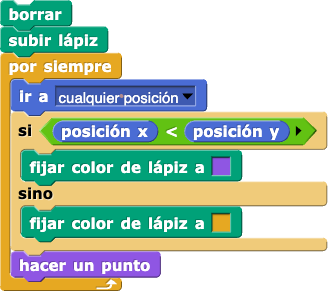 borrar
subir lápiz
por siempre
ir a cualquier posición
si posición x < posición y
fijar color de lápiz a
sino
fijar color de lápiz a
hacer un punto